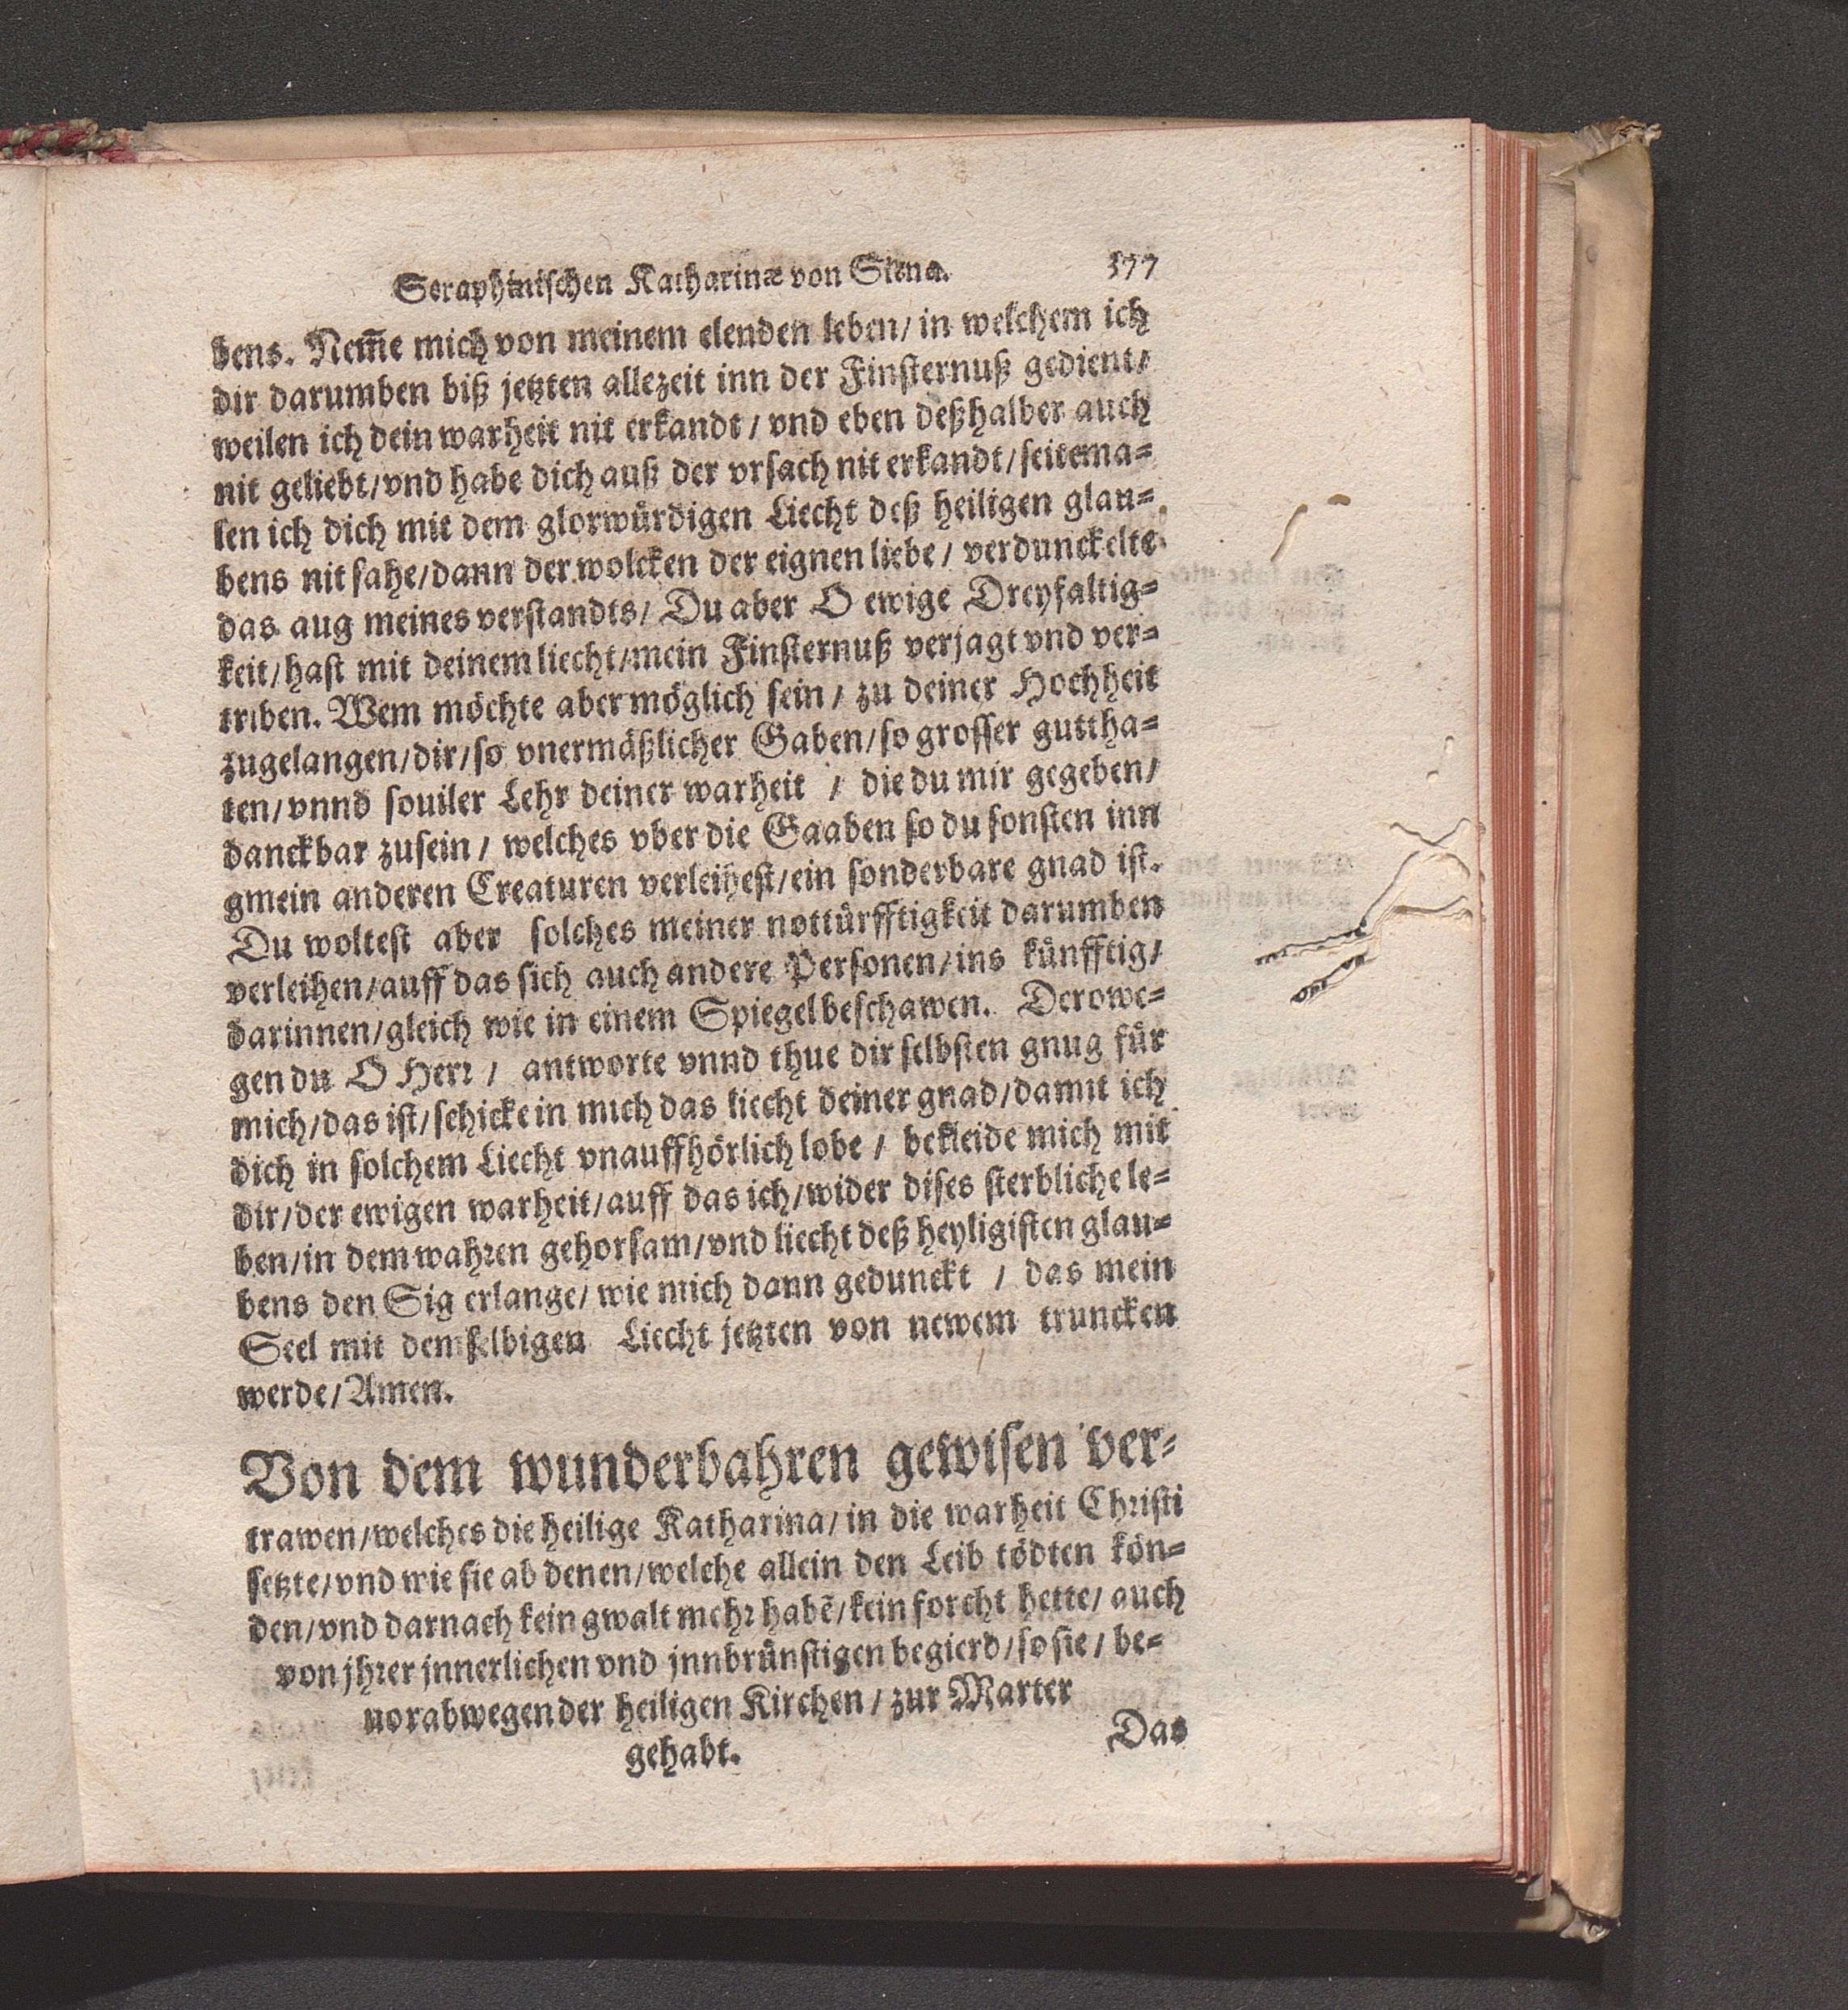 Seraphinischen Katharinæ von Siena. 577
bens. Nem̃e mich von meinem elenden leben/ in welchem ich
dir darumben biß jetzten allezeit inn der Finsternuß gedient/
weilen ich dein warheit nit erkandt / vnd eben deßhalber auch
nit geliebt/vnd habe dich auß der vrsach nit erkandt/seitema-
len ich dich mit dem glorwürdigen Liecht deß heiligen glau-
bens nit sahe/dann der wolcken der eignen liebe / verdunckelte
das aug meines verstandts/ Du aber O ewige Dreyfaltig-
keit/hast mit deinem liecht/mein Finsternuß verjagt vnd ver-
triben. Wem möchte aber möglich sein / zu deiner Hochheit
zugelangen/dir/so vnermäßlicher Gaben/so grosser guttha-
ten/vnnd souiler Lehr deiner warheit / die du mir gegeben/
danckbar zusein / welches vber die Gaaben so du sonsten inn
gmein anderen Creaturen verleihest/ein sonderbare gnad ist.
Du woltest aber solches meiner nottürfftigkeit darumben
verleihen/auff das sich auch andere Personen/ins künfftig/
darinnen/gleich wie in einem Spiegel beschawen. Derowe-
gen du O Herr / antworte vnnd thue dir selbsten gnug für
mich/das ist/schicke in mich das liecht deiner gnad/damit ich
dich in solchem Liecht vnauffhörlich lobe / bekleide mich mit
dir/der ewigen warheit/auff das ich/wider dises sterbliche le-
ben/in dem wahren gehorsam/vnd liecht deß heyligisten glau-
bens den Sig erlange/ wie mich dann gedunckt / das mein
Seel mit demselbigen Liecht jetzten von newem truncken
werde/Amen.
Von dem wunderbahren gewisen ver-
trawen/welches die heilige Katharina/ in die warheit Christi
setzte/vnd wie sie ab denen/welche allein den Leib tödten kön-
den/vnd darnach kein gwalt mehr habē/kein forcht hette/ auch
von jhrer jnnerlichen vnd jnnbrünstigen begierd/so sie / be-
uorab wegen der heiligen Kirchen / zur Marter
gehabt.
Das